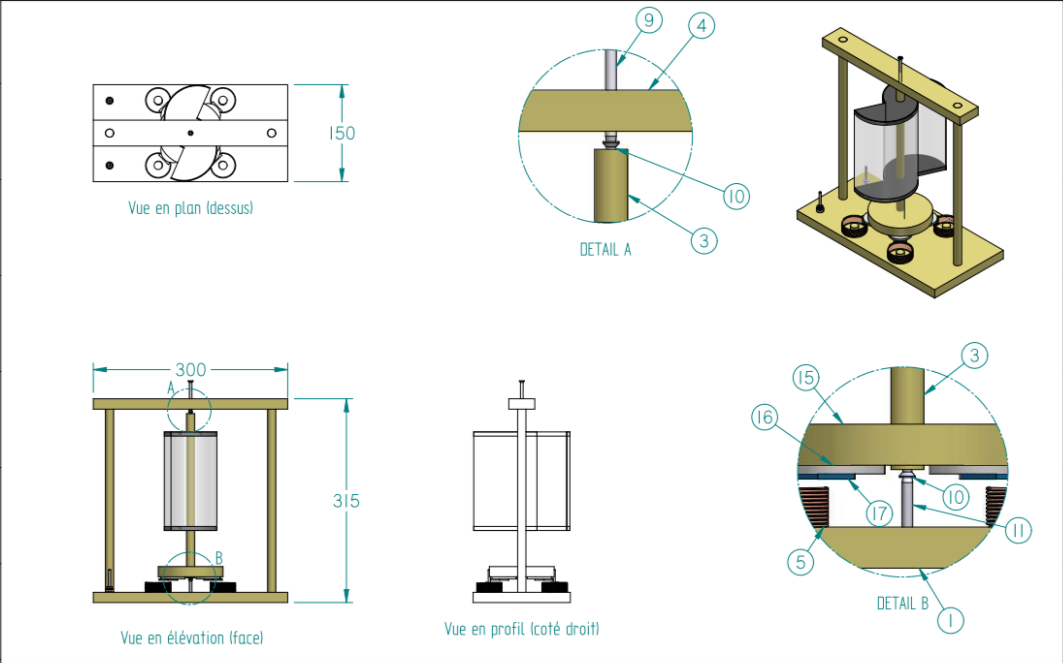 9
4
150
10
Vue en plan (dessus)
3
DETAIL A
300
A
3
15
16
315
10
17
11
B
5
DETAIL B
1
Vue en élévation (face)
Vue en profil (coté droit)